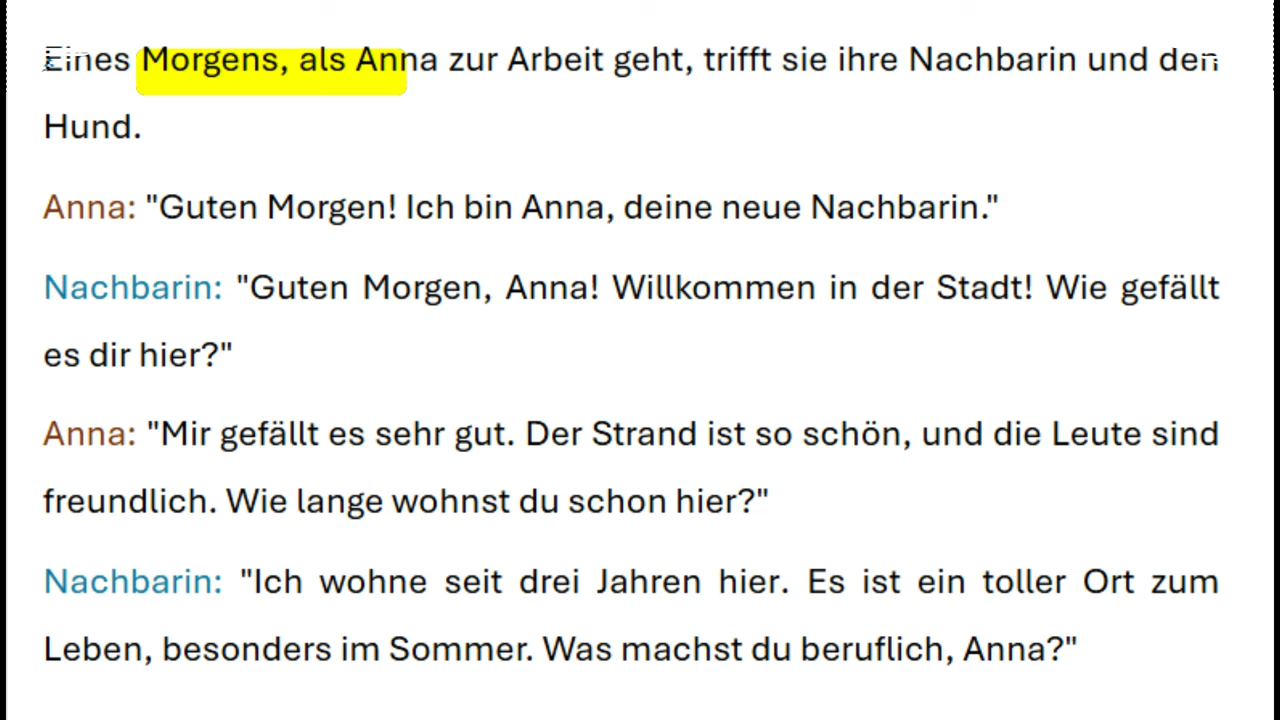 Eines Morgens, als Anna zur Arbeit geht, trifft sie ihre Nachbarin und den
Hund.
Anna: "Guten Morgen! Ich bin Anna, deine neue Nachbarin."
Nachbarin: "Guten Morgen, Anna! Willkommen in der Stadt! Wie gefällt
es dir hier?"
Anna: "Mir gefällt es sehr gut. Der Strand ist so schön, und die Leute sind
freundlich. Wie lange wohnst du schon hier?"
Nachbarin: "Ich wohne seit drei Jahren hier. Es ist ein toller Ort zum
Leben, besonders im Sommer. Was machst du beruflich, Anna?"